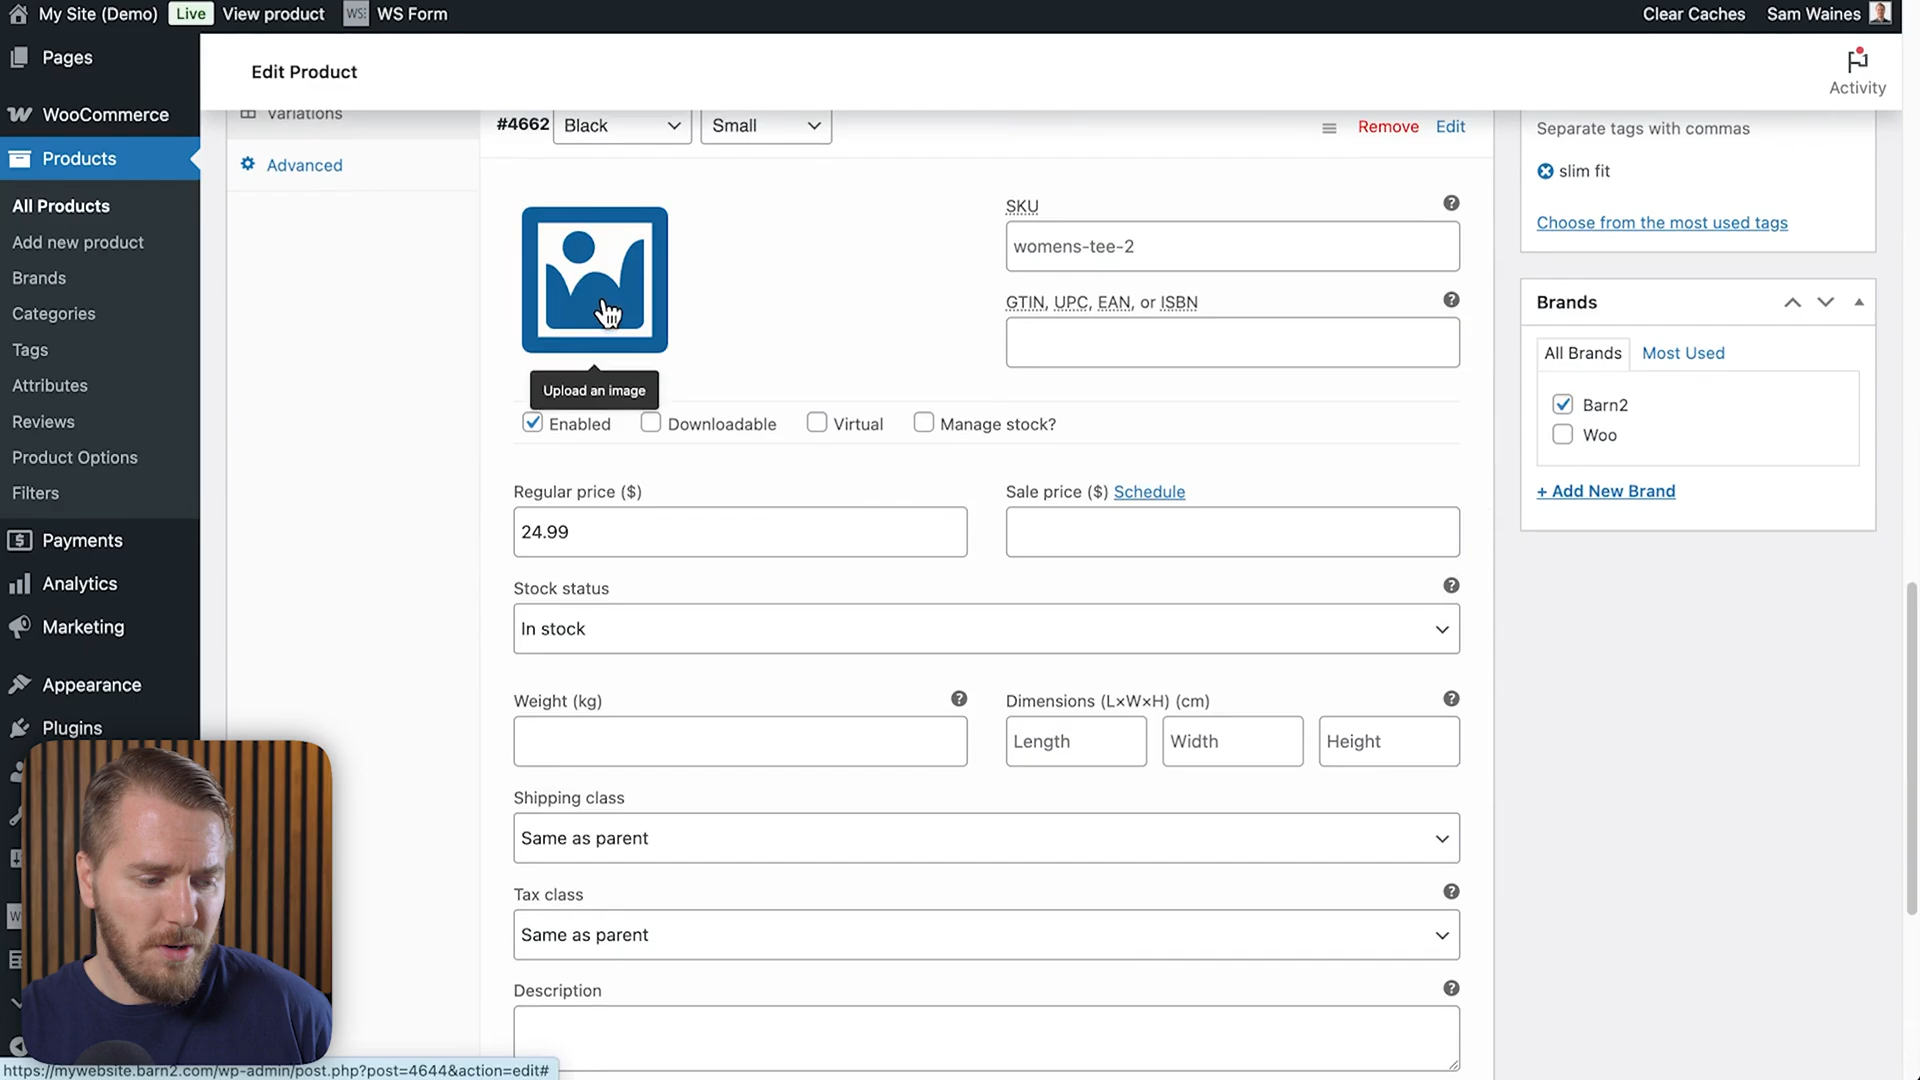 My Site (Demo) Live View product WS WS Form Clear Caches Sam Waines
Pages
WooCommerce
Products
All Products
Add new product
Brands
Categories
Tags
Attributes
Reviews
Product Options
Filters
Payments
Analytics
Marketing
Appearance
Plugins
Edit Product
Activity
Variations
Advanced
#4662 Black Small Remove Edit
Upload an image
SKU
womens-tee-2
GTIN, UPC, EAN, or ISBN
Enabled Downloadable Virtual Manage stock?
Regular price ($)
24.99
Sale price ($) Schedule
Stock status
In stock
Weight (kg)
Dimensions (L×W×H) (cm)
Length Width Height
Shipping class
Same as parent
Tax class
Same as parent
Description
Separate tags with commas
slim fit
Choose from the most used tags
Brands
All Brands Most Used
Barn2
Woo
+ Add New Brand
https://mywebsite.barn2.com/wp-admin/post.php?post=4644&action=edit#